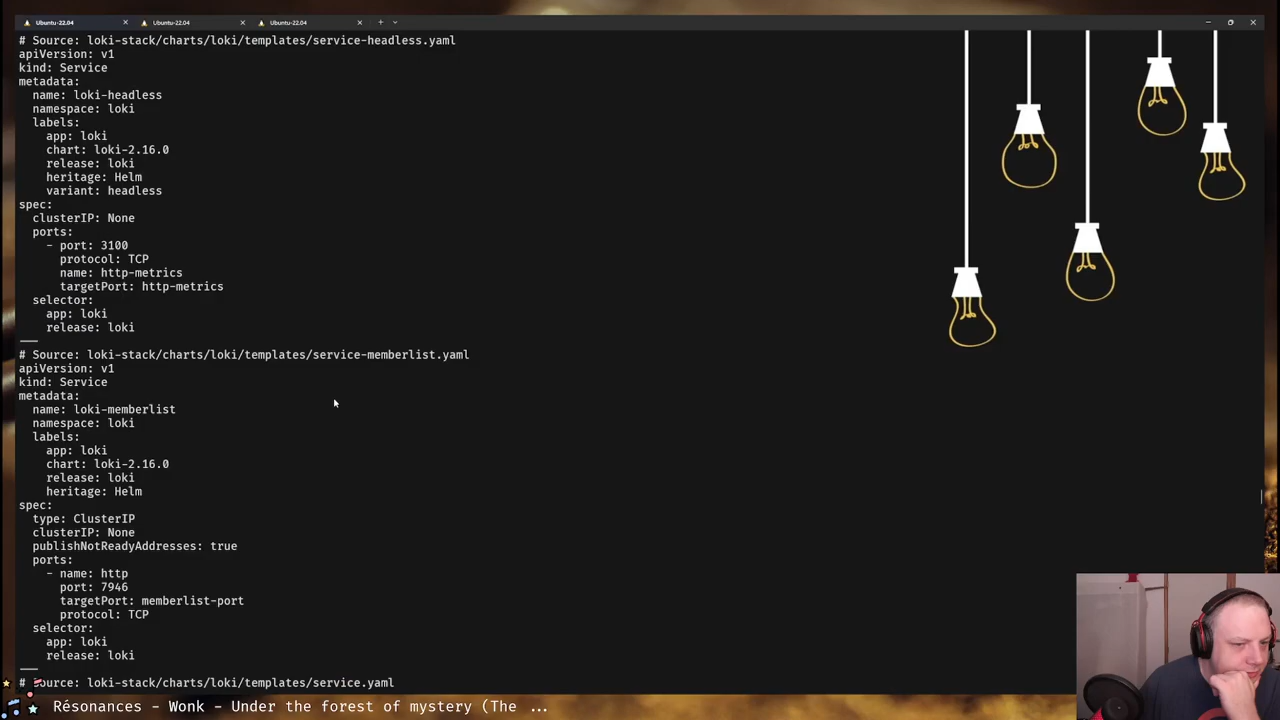 Ubuntu-22.04
Ubuntu-22.04
Ubuntu-22.04
# Source: loki-stack/charts/loki/templates/service-headless.yaml
apiVersion: v1
kind: Service
metadata:
  name: loki-headless
  namespace: loki
  labels:
    app: loki
    chart: loki-2.16.0
    release: loki
    heritage: Helm
    variant: headless
spec:
  clusterIP: None
  ports:
    - port: 3100
      protocol: TCP
      name: http-metrics
      targetPort: http-metrics
  selector:
    app: loki
    release: loki
---
# Source: loki-stack/charts/loki/templates/service-memberlist.yaml
apiVersion: v1
kind: Service
metadata:
  name: loki-memberlist
  namespace: loki
  labels:
    app: loki
    chart: loki-2.16.0
    release: loki
    heritage: Helm
spec:
  type: ClusterIP
  clusterIP: None
  publishNotReadyAddresses: true
  ports:
    - name: http
      port: 7946
      targetPort: memberlist-port
      protocol: TCP
  selector:
    app: loki
    release: loki
---
# Source: loki-stack/charts/loki/templates/service.yaml
Résonances - Wonk - Under the forest of mystery (The ...